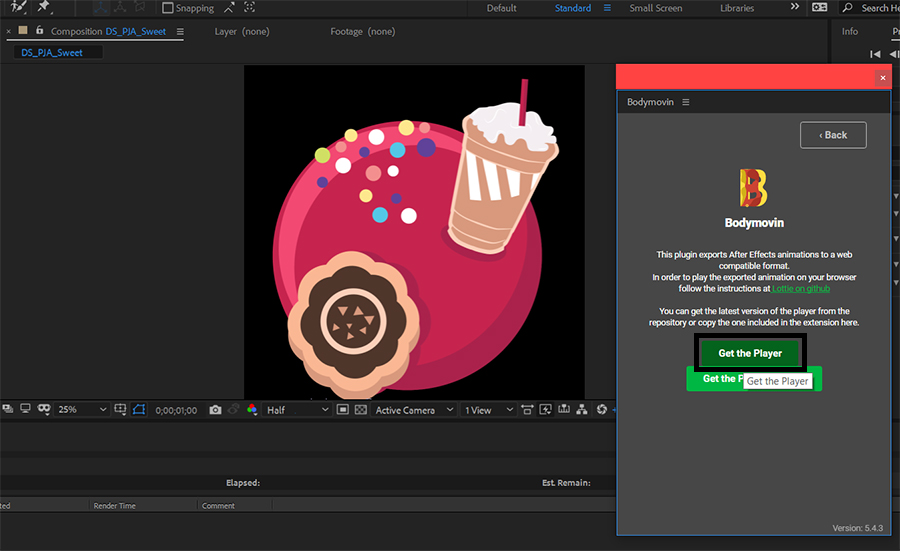 Snapping
Default
Standard
Small Screen
Libraries
Search He
Composition DS_PJA_Sweet
Layer (none)
Footage (none)
Info
DS_PJA_Sweet
Bodymovin
‹ Back
B
Bodymovin
This plugin exports After Effects animations to a web
compatible format.
In order to play the exported animation on your browser
follow the instructions at Lottie on github
You can get the latest version of the player from the
repository or copy the one included in the extension here.
Get the Player
Get the P
Get the Player
25%
0;00;01;00
Half
Active Camera
1 View
Elapsed:
Est. Remain:
Render Time
Comment
Version: 5.4.3